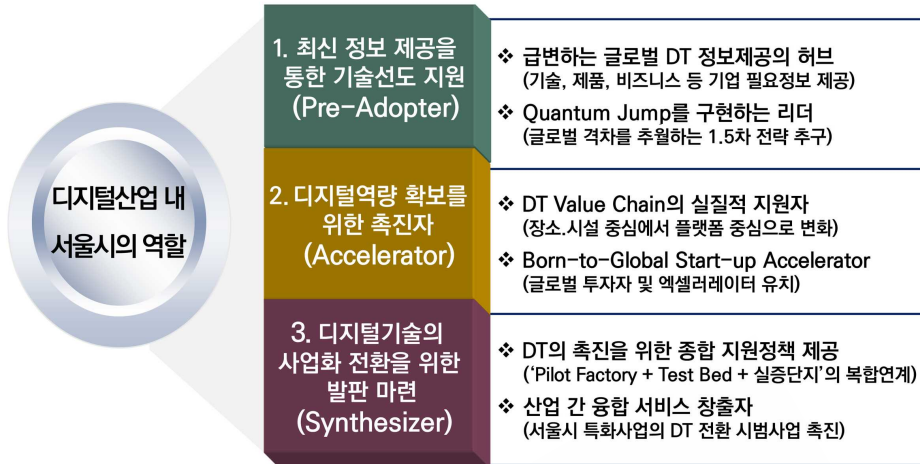 디지털산업 내
서울시의 역할
1. 최신 정보 제공을
통한 기술선도 지원
(Pre-Adopter)
❖ 급변하는 글로벌 DT 정보제공의 허브
(기술, 제품, 비즈니스 등 기업 필요정보 제공)
❖ Quantum Jump를 구현하는 리더
(글로벌 격차를 추월하는 1.5차 전략 추구)
2. 디지털역량 확보를
위한 촉진자
(Accelerator)
❖ DT Value Chain의 실질적 지원자
(장소.시설 중심에서 플랫폼 중심으로 변화)
❖ Born-to-Global Start-up Accelerator
(글로벌 투자자 및 엑셀러레이터 유치)
3. 디지털기술의
사업화 전환을 위한
발판 마련
(Synthesizer)
❖ DT의 촉진을 위한 종합 지원정책 제공
('Pilot Factory + Test Bed + 실증단지'의 복합연계)
❖ 산업 간 융합 서비스 창출자
(서울시 특화사업의 DT 전환 시범사업 촉진)